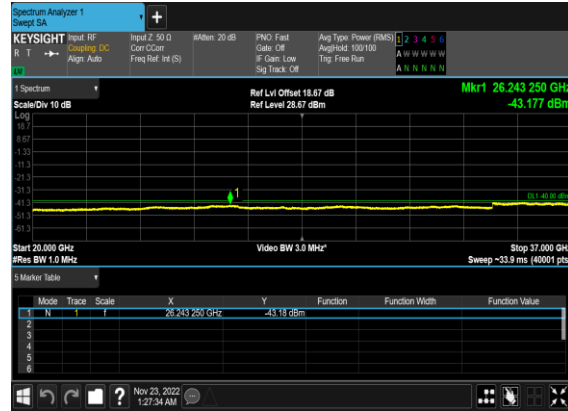 Spectrum Analyzer 1
Swept SA
+
KEYSIGHT Input: RF Input Z: 50 Ω #Atten: 20 dB PNO: Fast Avg Type: Power (RMS) 1 2 3 4 5 6
R T Coupling: DC Corr CCorr Gate: Off Avg|Hold: 100/100 A W W W W W
Align: Auto Freq Ref: Int (S) IF Gain: Low Trig: Free Run
Sig Track: Off A N N N N N
1 Spectrum Ref Lvl Offset 18.67 dB Mkr1 26.243 250 GHz
Scale/Div 10 dB Ref Level 28.67 dBm -43.177 dBm
Log
18.7
8.67
-1.33
-11.3
-21.3
-31.3
1
DL1 -40.00 dBm
-41.3
-51.3
-61.3
Start 20.000 GHz Video BW 3.0 MHz* Stop 37.000 GHz
#Res BW 1.0 MHz Sweep ~33.9 ms (40001 pts)
5 Marker Table
Mode Trace Scale X Y Function Function Width Function Value
1 N 1 f 26.243 250 GHz -43.18 dBm
2
3
4
5
6
? Nov 23, 2022
1:27:34 AM